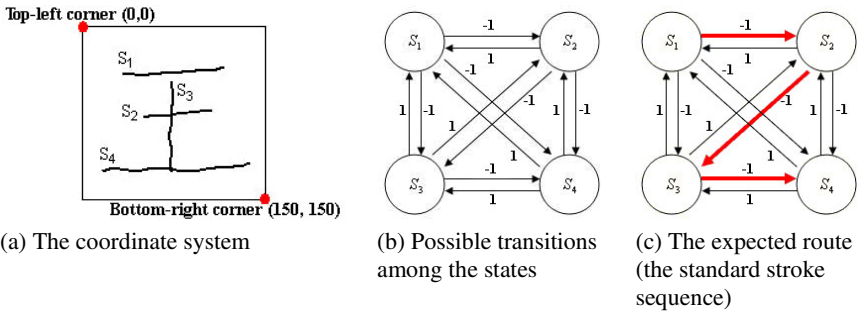 Top-left corner (0,0)
S1
S3
S2
S4
Bottom-right corner (150, 150)
(a) The coordinate system
S1
-1
1
S2
-1
-1
1
-1
1
-1
1
1
S3
-1
1
S4
(b) Possible transitions
among the states
S1
-1
1
S2
-1
-1
1
-1
1
-1
1
1
S3
-1
1
S4
(c) The expected route
(the standard stroke
sequence)